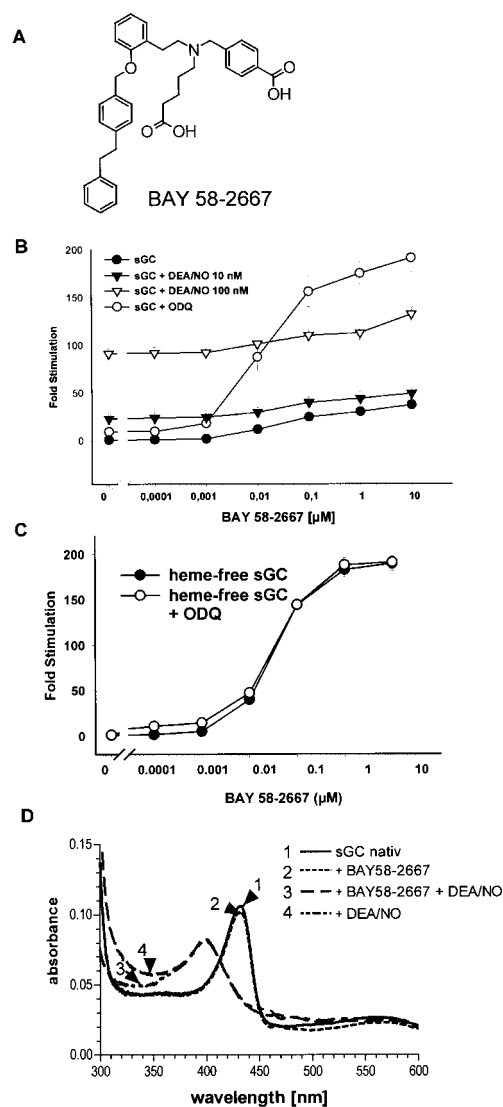 A
O
N
O
OH
O
OH
BAY 58-2667
B
200
150
100
50
0
Fold Stimulation
sGC
sGC + DEA/NO 10 nM
sGC + DEA/NO 100 nM
sGC + ODQ
0 0,0001 0,001 0,01 0,1 1 10
BAY 58-2667 [µM]
C
200
150
100
50
0
Fold Stimulation
heme-free sGC
heme-free sGC
+ ODQ
0 0.0001 0.001 0.01 0.1 1 10
BAY 58-2667 (µM)
D
0.15
0.10
0.05
0.00
absorbance
1 sGC nativ
2 + BAY58-2667
3 + BAY58-2667 + DEA/NO
4 + DEA/NO
2 1
3 4
300 350 400 450 500 550 600
wavelength [nm]